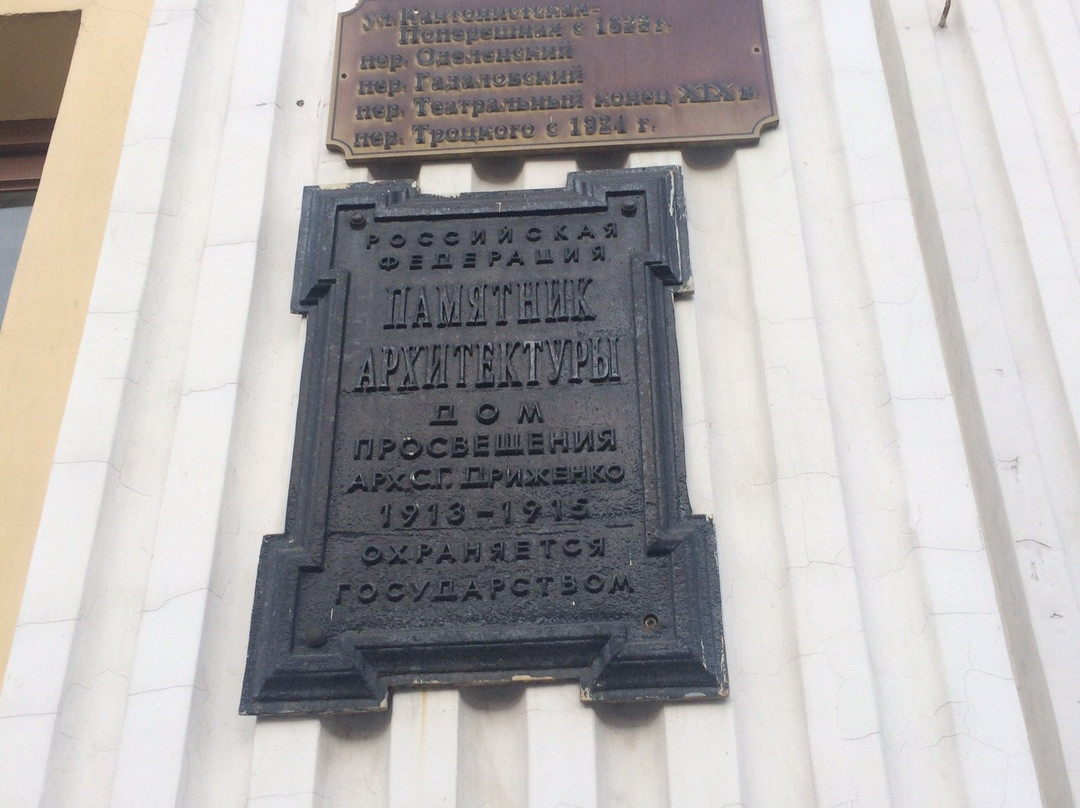 ул. Кантонистская-
Поперешная с 1828 г.
пер. Оделенский
пер. Гадаловский
пер. Театральный конец XIX в.
пер. Троцкого с 1924 г.
РОССИЙСКАЯ
ФЕДЕРАЦИЯ
ПАМЯТНИК
АРХИТЕКТУРЫ
ДОМ
ПРОСВЕЩЕНИЯ
АРХ. С.Г. ДРИЖЕНКО
1913-1915
ОХРАНЯЕТСЯ
ГОСУДАРСТВОМ